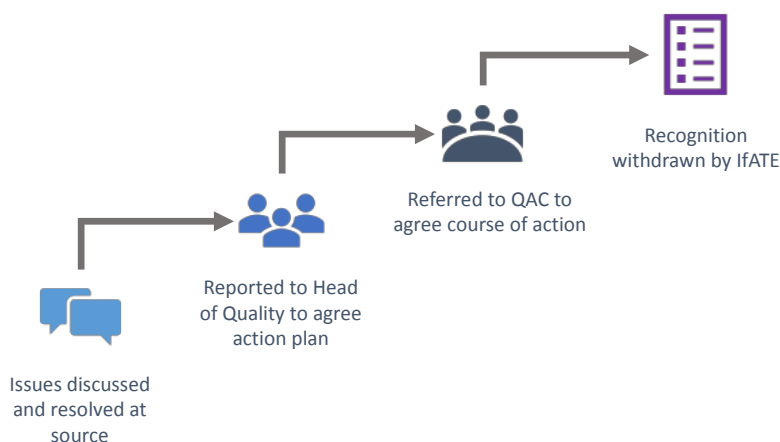 Issues discussed
and resolved at
source
Reported to Head
of Quality to agree
action plan
Referred to QAC to
agree course of action
Recognition
withdrawn by IfATE